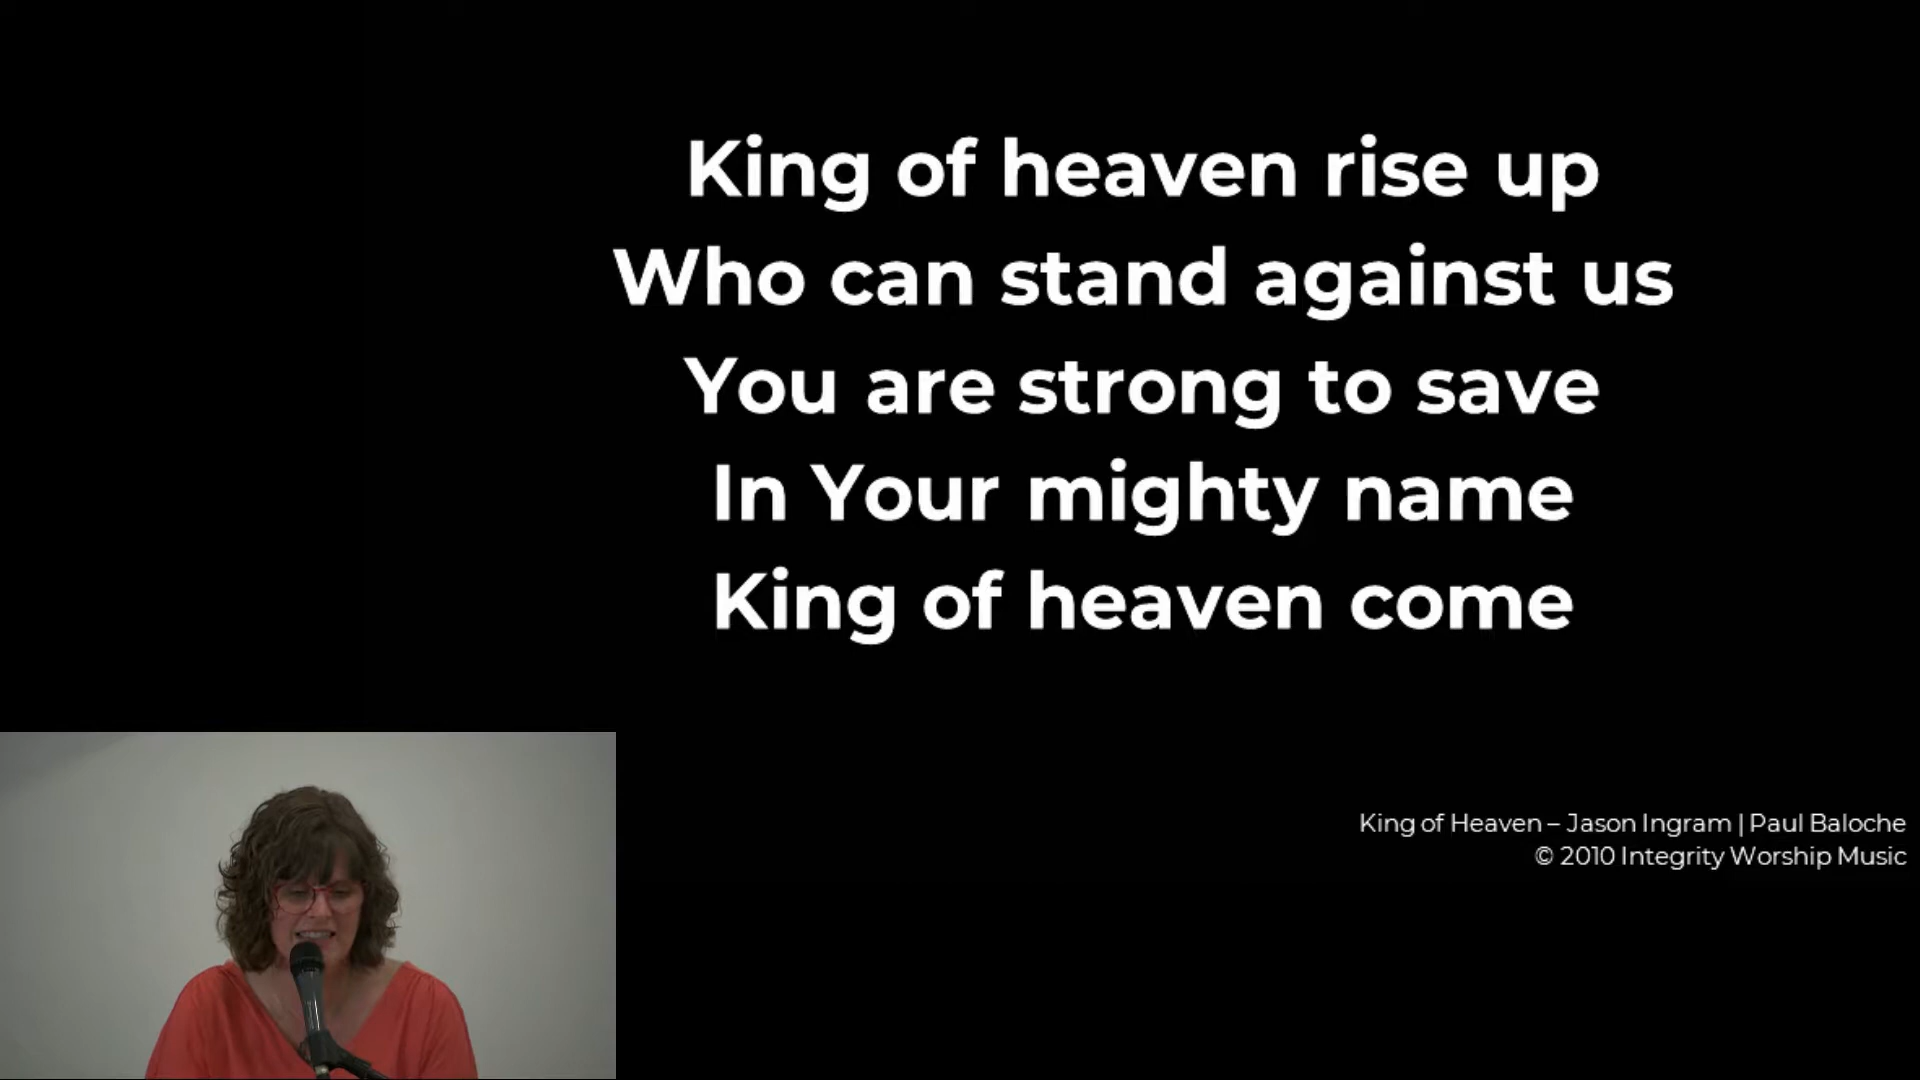 King of heaven rise up
Who can stand against us
You are strong to save
In Your mighty name
King of heaven come
King of Heaven – Jason Ingram | Paul Baloche
© 2010 Integrity Worship Music